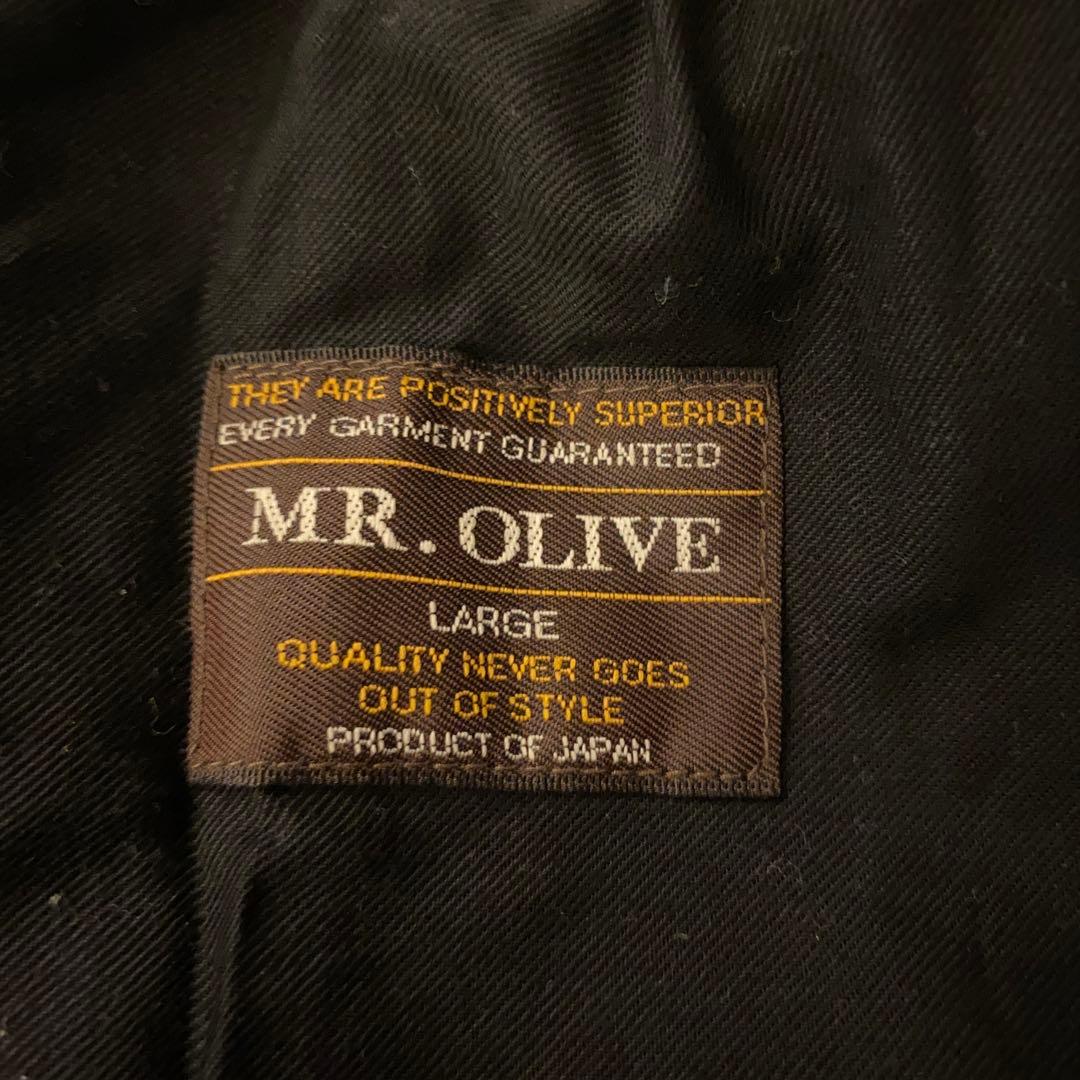 THEY ARE POSITIVELY SUPERIOR
EVERY GARMENT GUARANTEED
MR. OLIVE
LARGE
QUALITY NEVER GOES
OUT OF STYLE
PRODUCT OF JAPAN